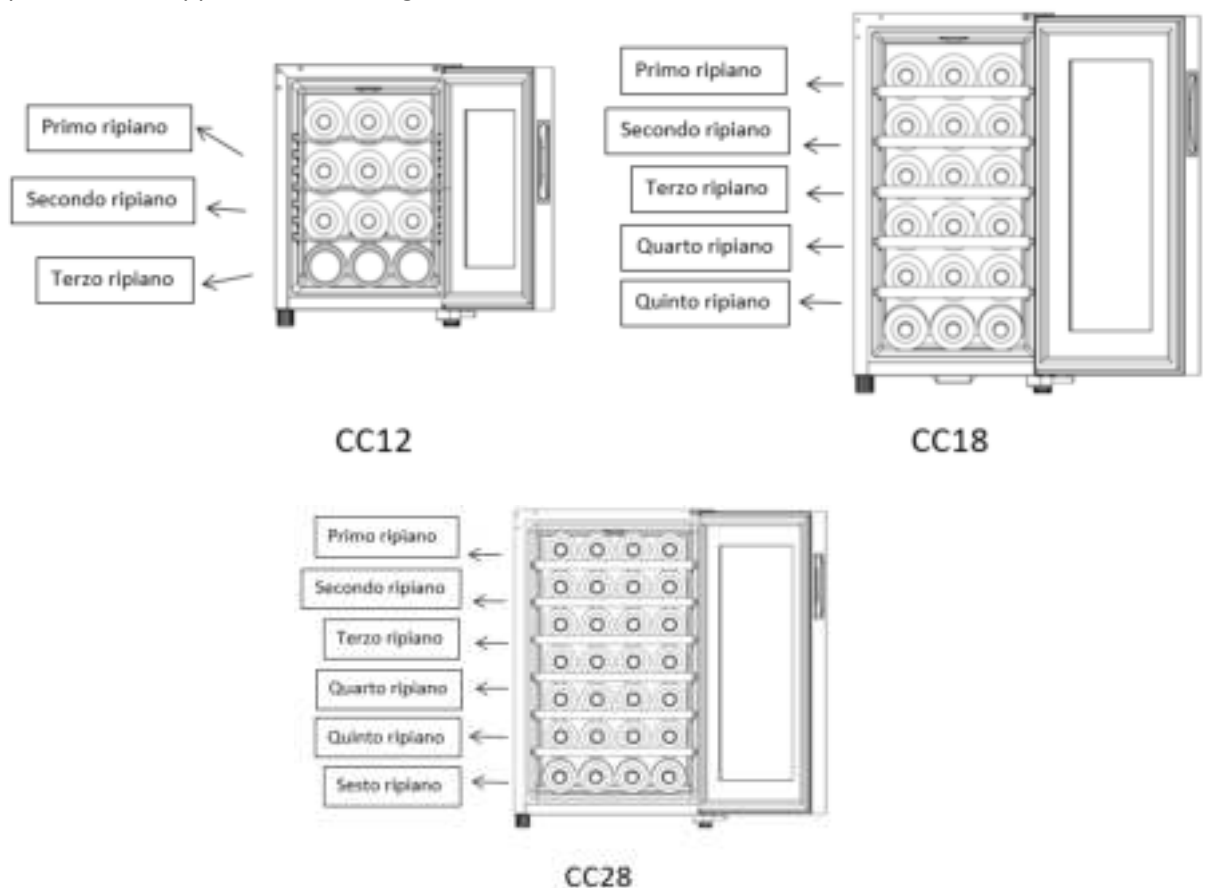 Primo ripiano
Secondo ripiano
Terzo ripiano
CC12
Primo ripiano
Secondo ripiano
Terzo ripiano
Quarto ripiano
Quinto ripiano
CC18
Primo ripiano
Secondo ripiano
Terzo ripiano
Quarto ripiano
Quinto ripiano
Sesto ripiano
CC28